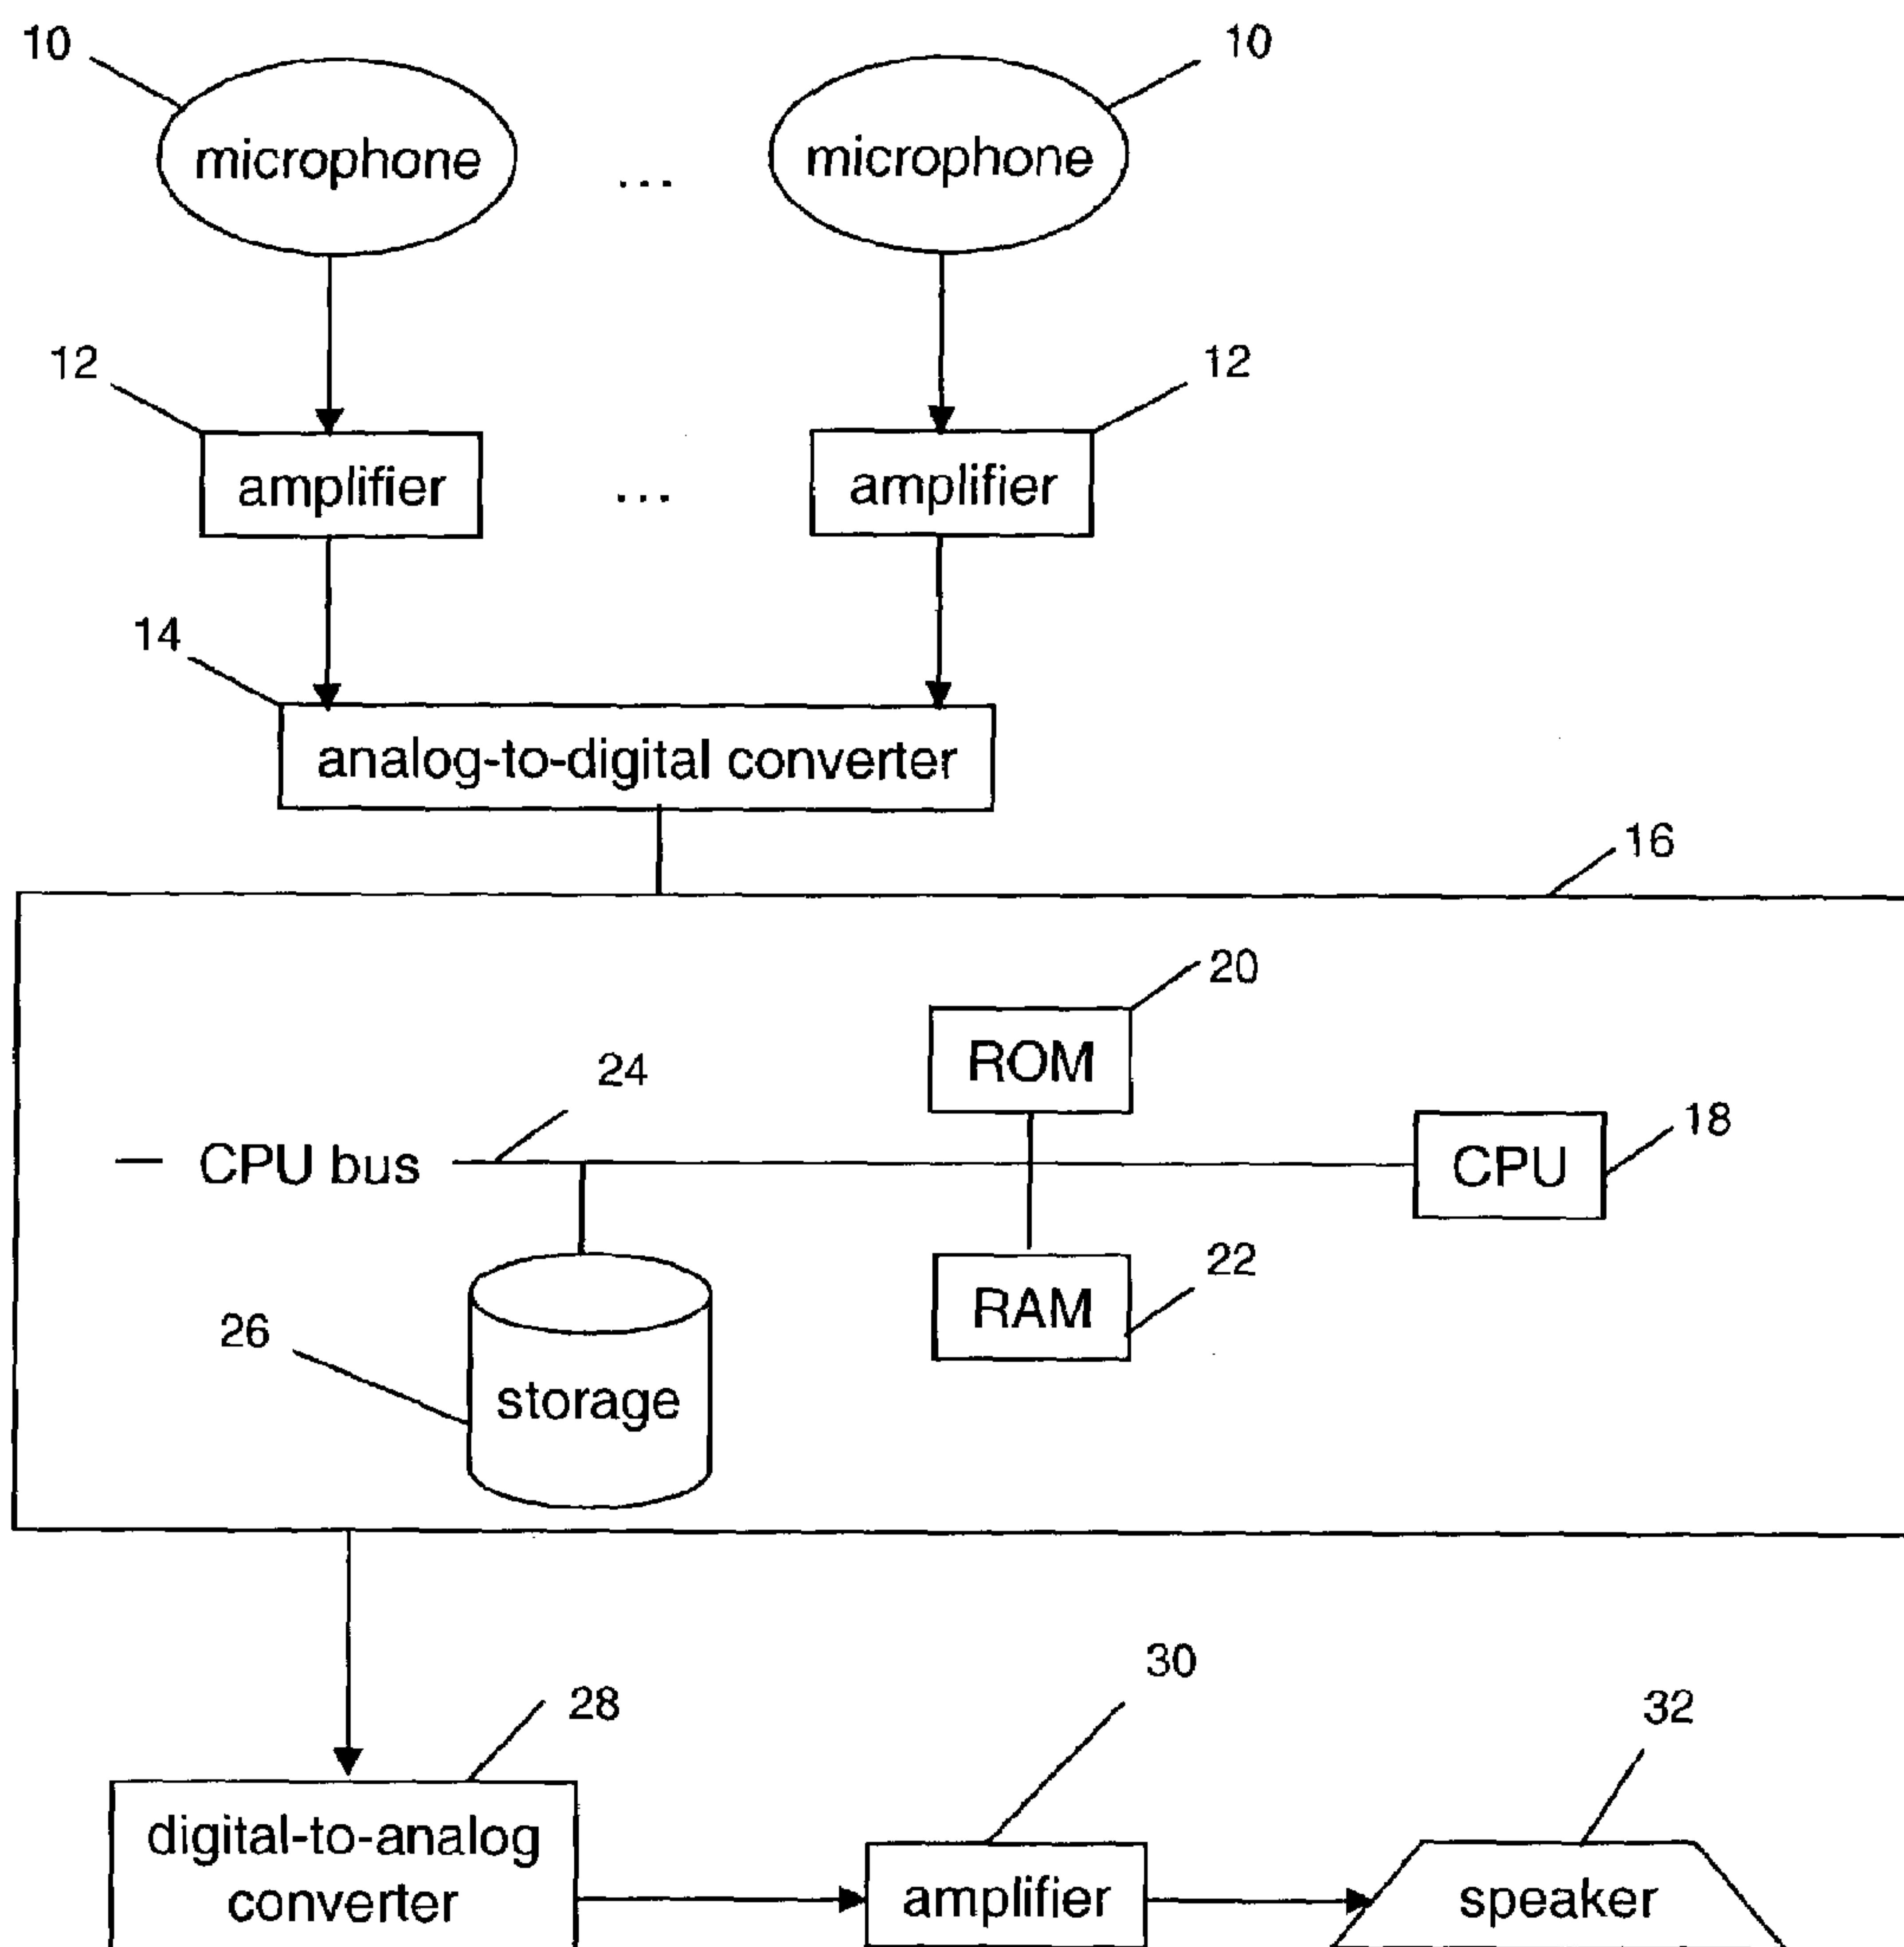 10
10
microphone
...
microphone
12
12
amplifier
...
amplifier
14
analog-to-digital converter
16
20
ROM
24
18
CPU bus
CPU
22
RAM
26
storage
30
28
32
digital-to-analog
converter
amplifier
speaker